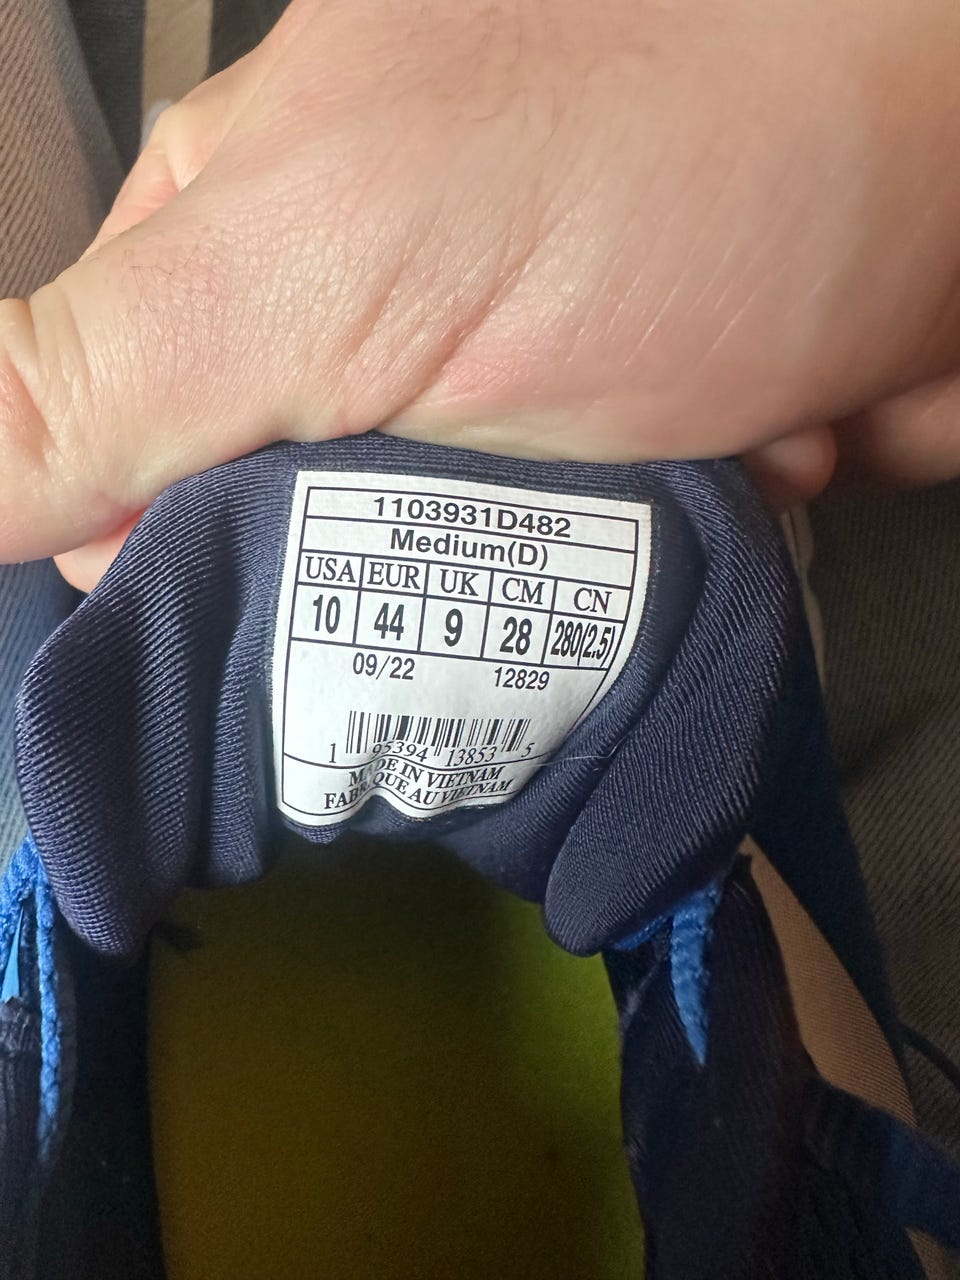 1103931D482
Medium(D)
USA EUR UK CM CN
10 44 9 28 280(2.5)
09/22 12829
1 95394 13853 5
MADE IN VIETNAM
FABRIQUE AU VIETNAM